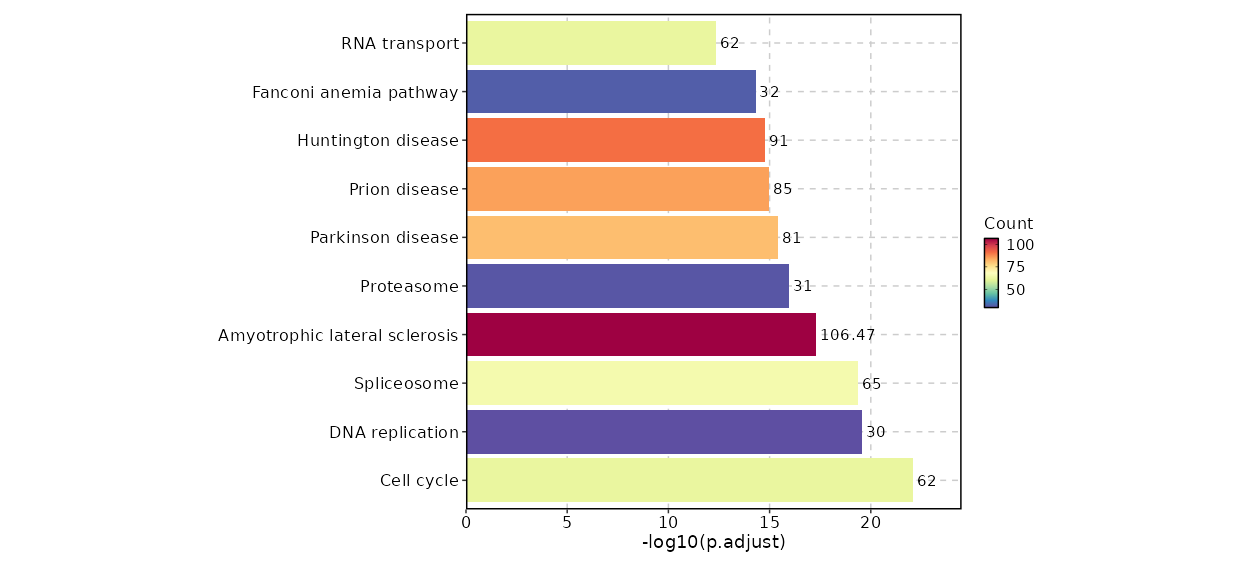 RNA transport 62
Fanconi anemia pathway 32
Huntington disease 91
Prion disease 85
Parkinson disease 81
Proteasome 31
Amyotrophic lateral sclerosis 106.47
Spliceosome 65
DNA replication 30
Cell cycle 62
0 5 10 15 20
-log10(p.adjust)
Count
100
75
50